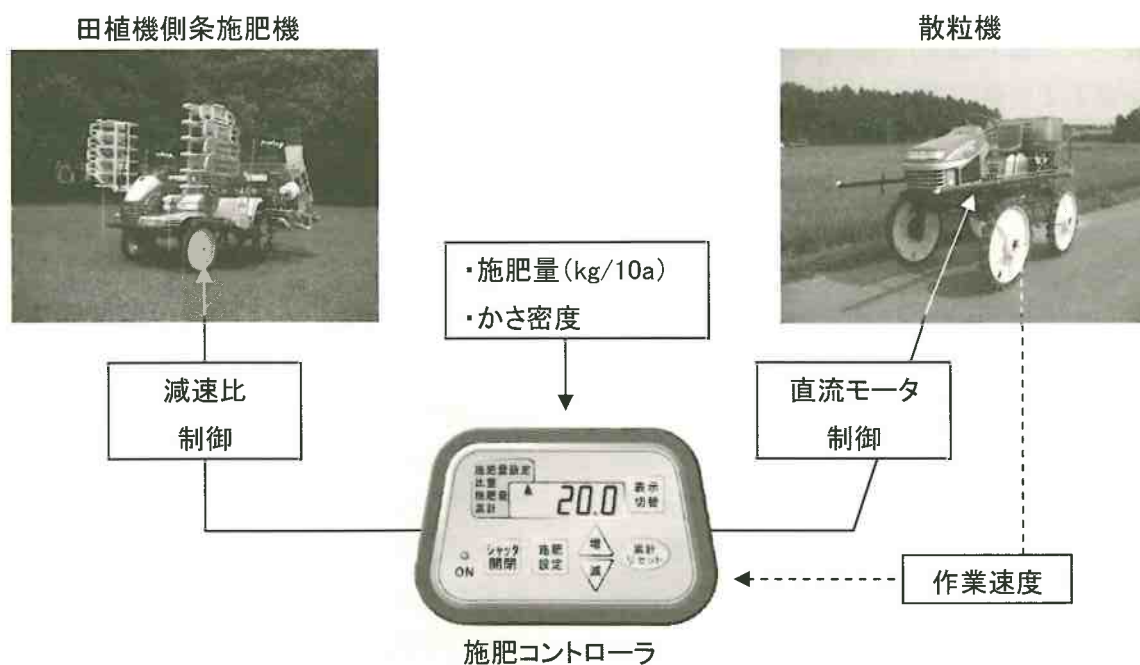 田植機側条施肥機
散粒機
・施肥量(kg/10a)
・かさ密度
減速比
制御
直流モータ
制御
施肥量設定
比重
施肥量
累計
20.0
表示
切替
ON
シャッタ
開閉
施肥
設定
増
減
累計
リセット
作業速度
施肥コントローラ